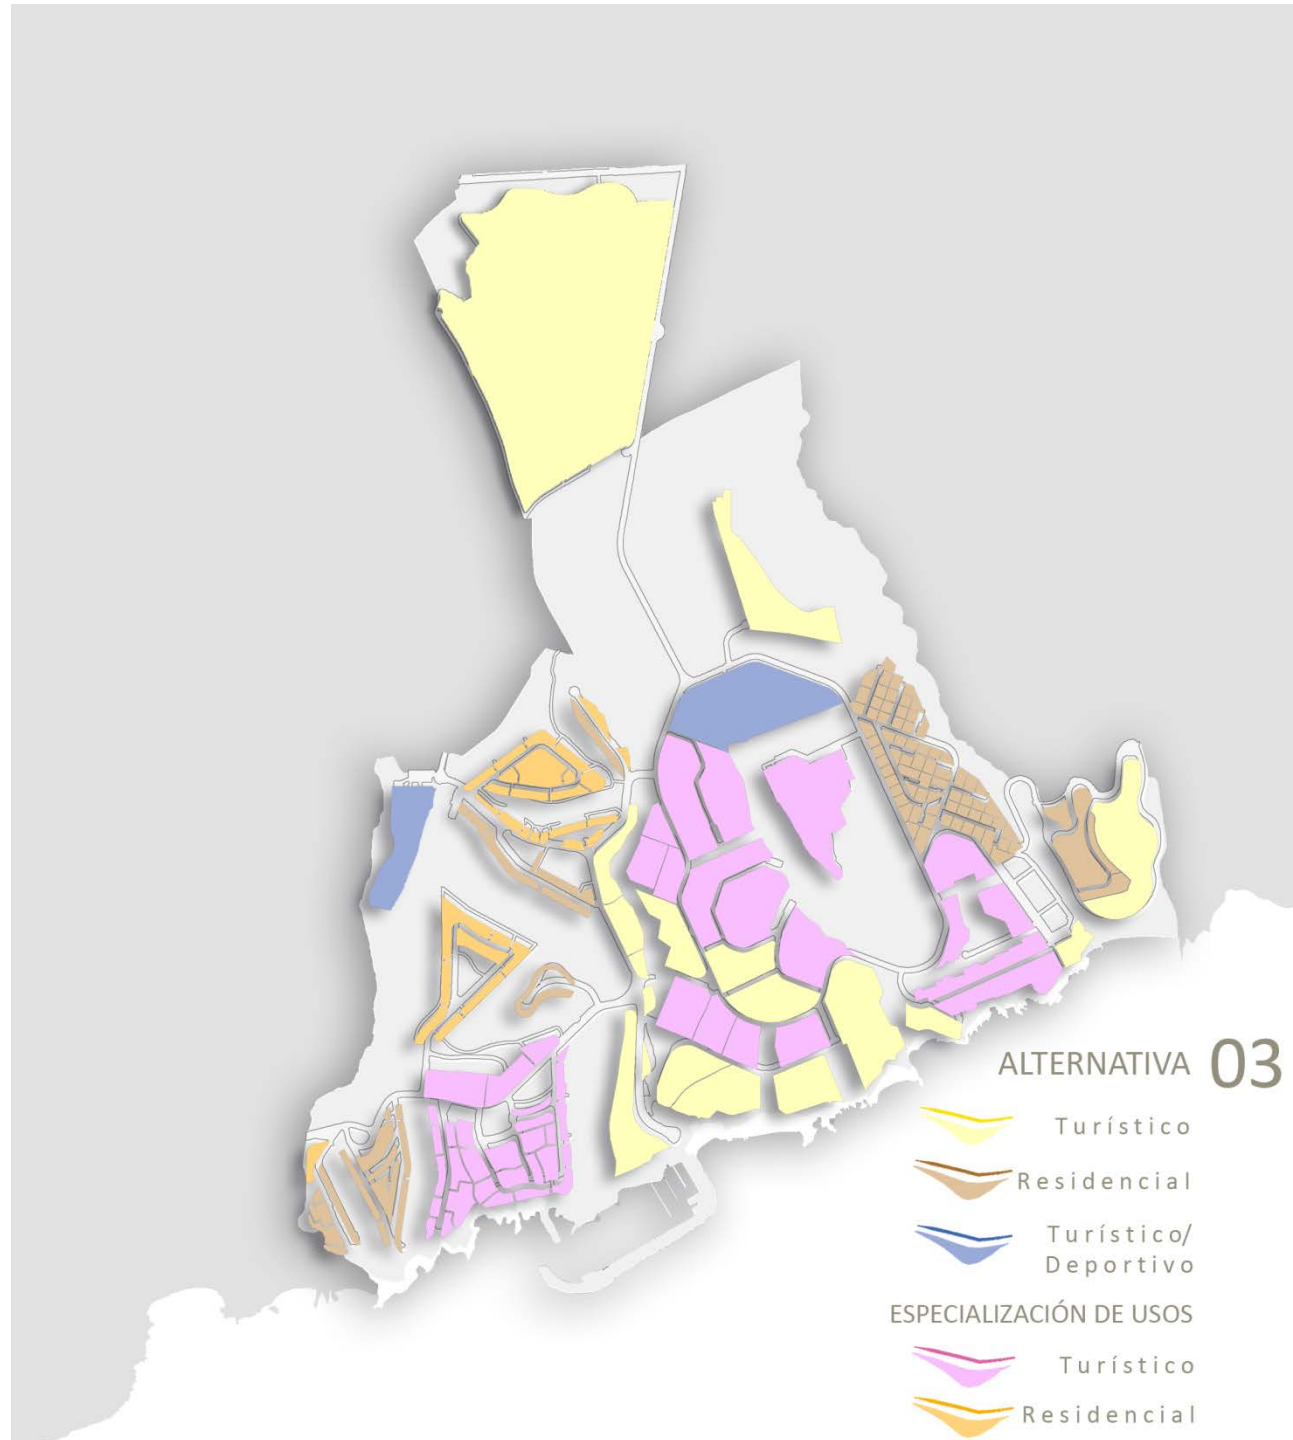 ALTERNATIVA 03
Turístico
Residencial
Turístico/
Deportivo
ESPECIALIZACIÓN DE USOS
Turístico
Residencial